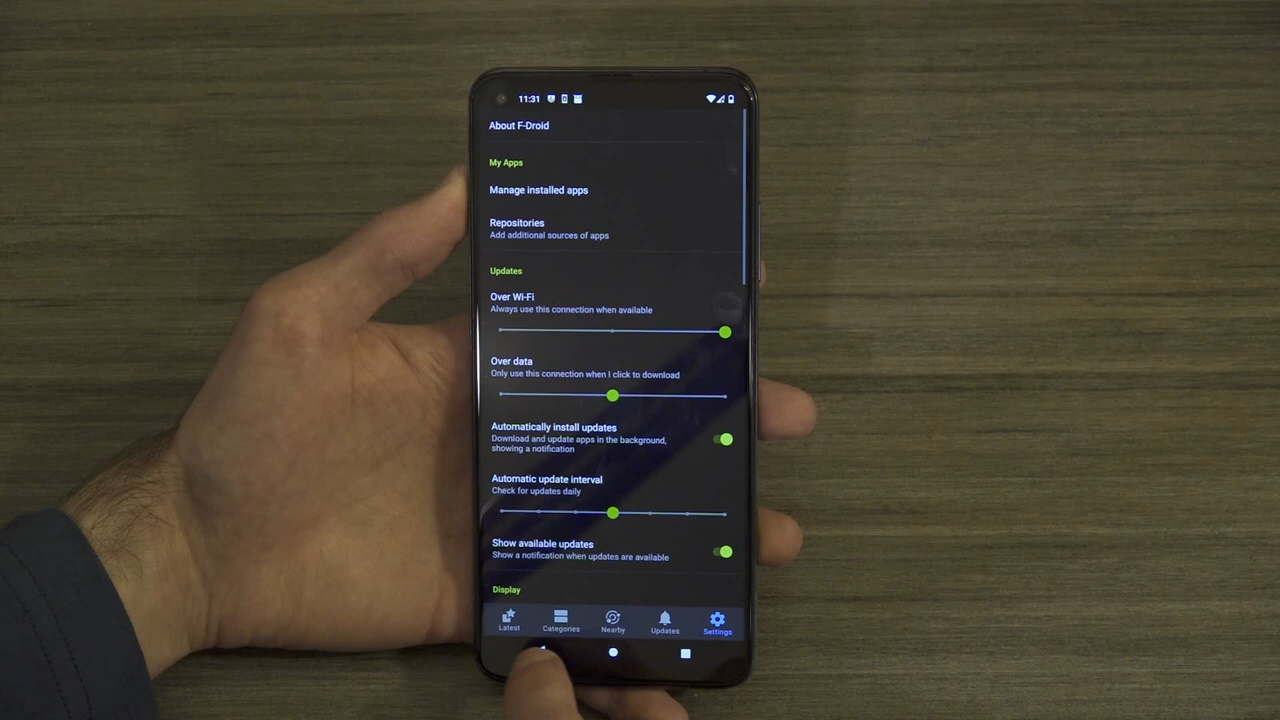 11:31
About F-Droid
My Apps
Manage installed apps
Repositories
Add additional sources of apps
Updates
Over Wi-Fi
Always use this connection when available
Over data
Only use this connection when I click to download
Automatically install updates
Download and update apps in the background,
showing a notification
Automatic update interval
Check for updates daily
Show available updates
Show a notification when updates are available
Display
Latest Categories Nearby Updates Settings